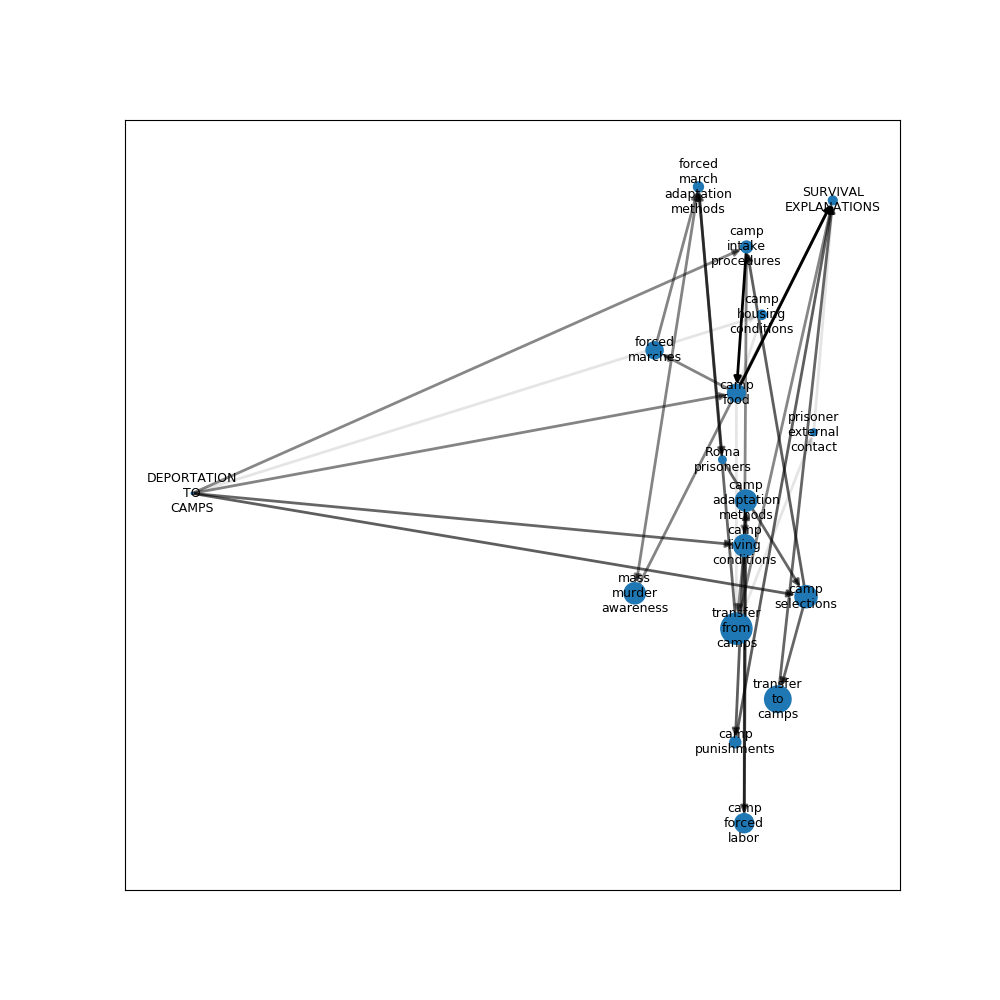 forced
march
adaptation
methods
SURVIVAL
EXPLANATIONS
camp
intake
procedures
camp
housing
conditions
forced
marches
camp
food
prisoner
external
contact
Roma
prisoners
DEPORTATION
TO
CAMPS
camp
adaptation
methods
camp
living
conditions
mass
murder
awareness
camp
selections
transfer
from
camps
transfer
to
camps
camp
punishments
camp
forced
labor